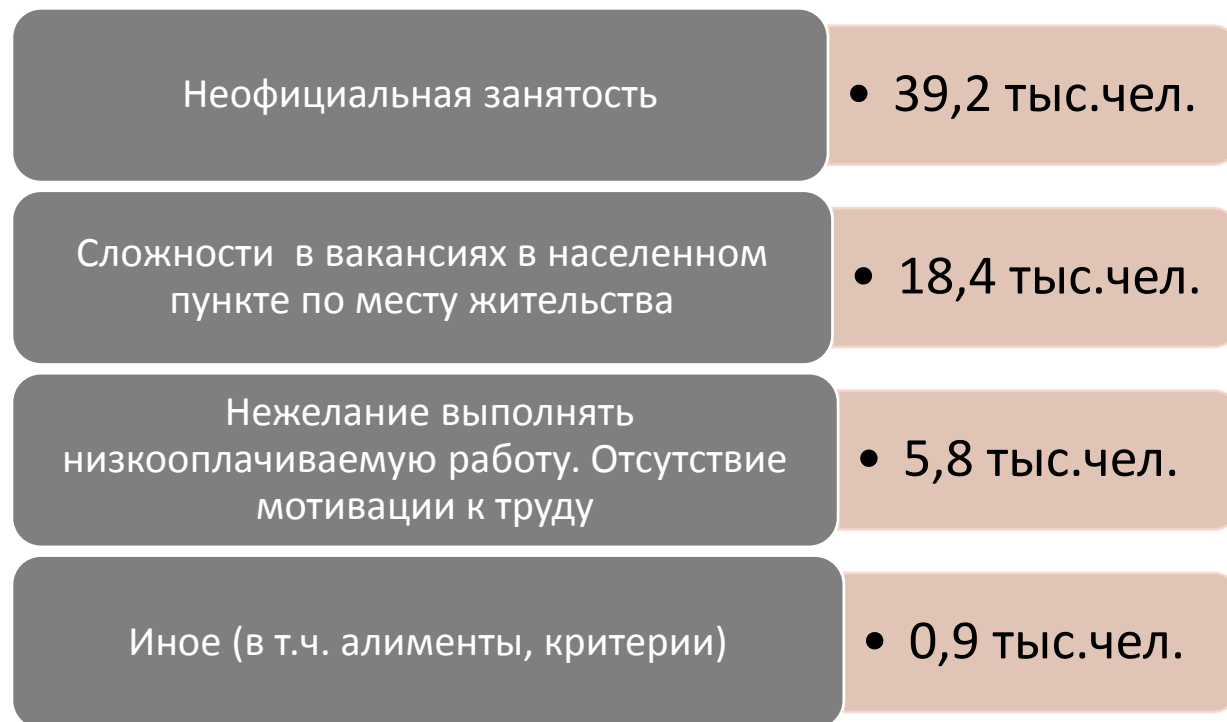 Неофициальная занятость
• 39,2 тыс.чел.
Сложности в вакансиях в населенном
пункте по месту жительства
• 18,4 тыс.чел.
Нежелание выполнять
низкооплачиваемую работу. Отсутствие
мотивации к труду
• 5,8 тыс.чел.
Иное (в т.ч. алименты, критерии)
• 0,9 тыс.чел.